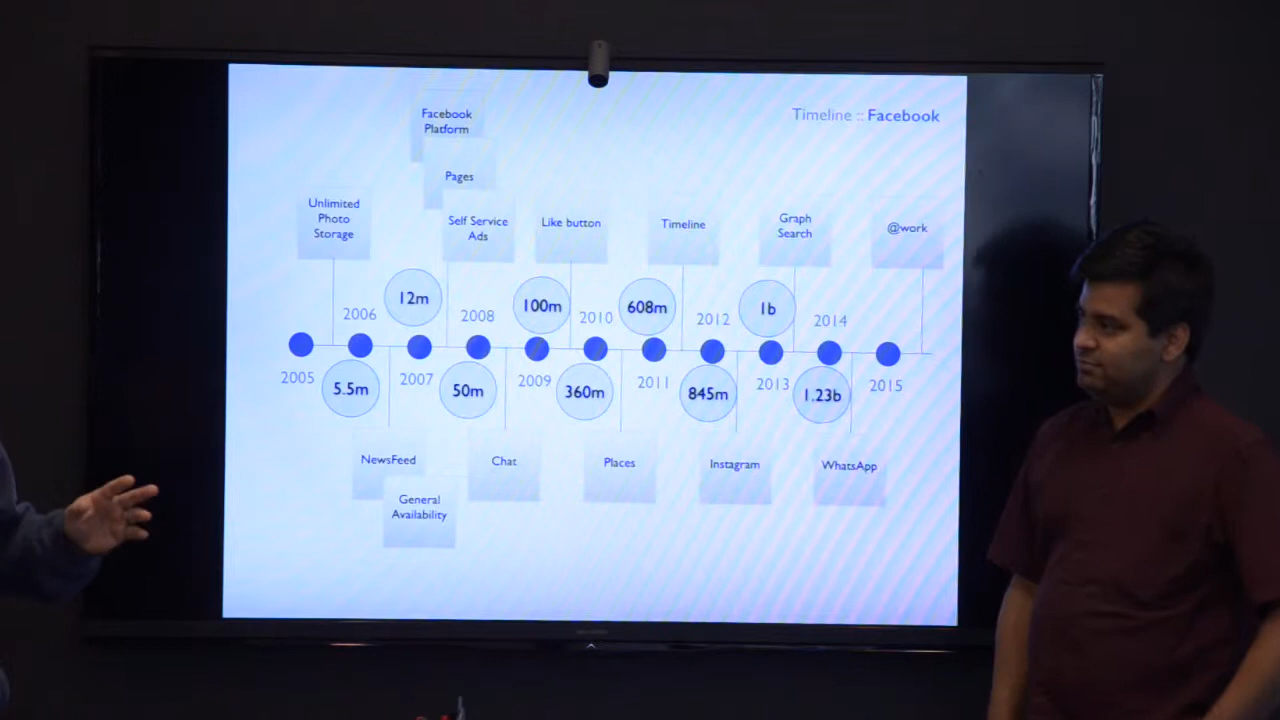 Timeline :: Facebook
Facebook
Platform
Pages
Unlimited
Photo
Storage
Self Service
Ads
Like button
Timeline
Graph
Search
@work
12m
100m
608m
1b
2006
2008
2010
2012
2014
2005
2007
2009
2011
2013
2015
5.5m
50m
360m
845m
1.23b
NewsFeed
Chat
Places
Instagram
WhatsApp
General
Availability